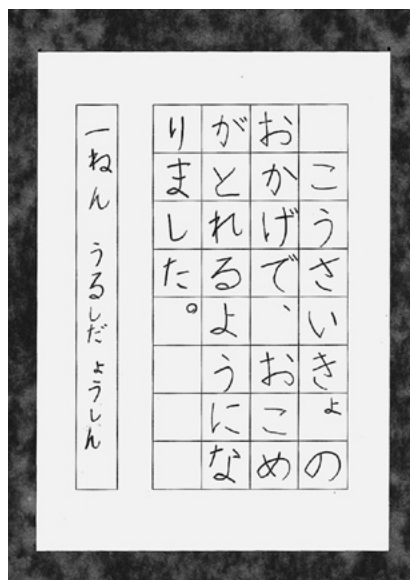 こうさいきょの
おかげで、おこめ
がとれるようにな
りました。
一ねん うるしだ ょうしん